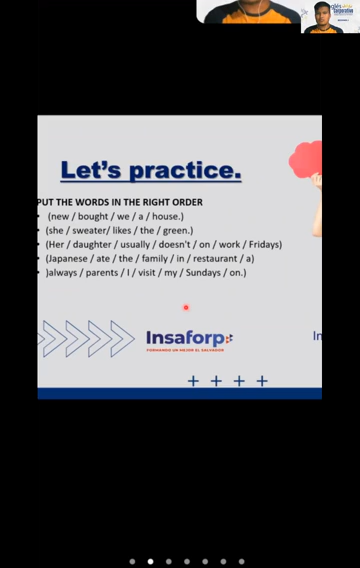 Let's practice.
PUT THE WORDS IN THE RIGHT ORDER
• (new / bought / we / a / house.)
• (she / sweater/ likes / the / green.)
• (Her / daughter / usually / doesn't / on / work / Fridays)
• (Japanese / ate / the / family / in / restaurant / a)
• )always / parents / I / visit / my / Sundays / on.)
Insaforp
FORMANDO UN MEJOR EL SALVADOR
In
+ + + +